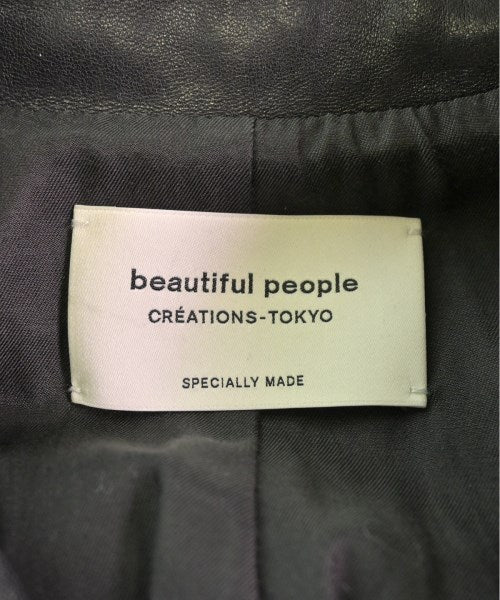 beautiful people
CRÉATIONS-TOKYO
SPECIALLY MADE